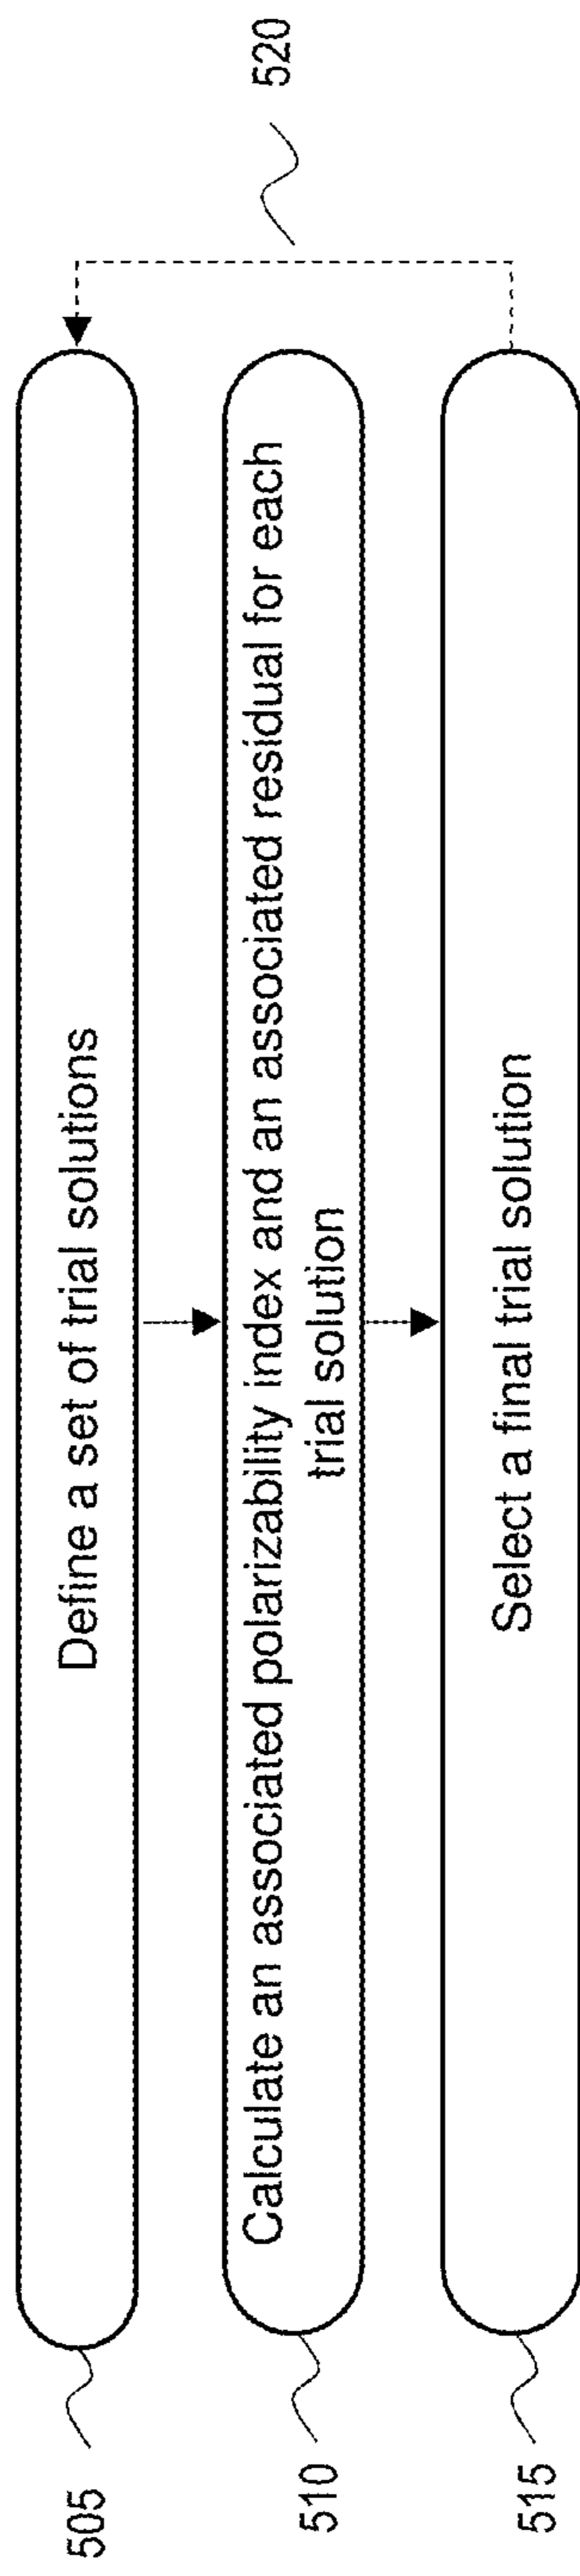 505
Define a set of trial solutions
510
Calculate an associated polarizability index and an associated residual for each
trial solution
515
Select a final trial solution
520